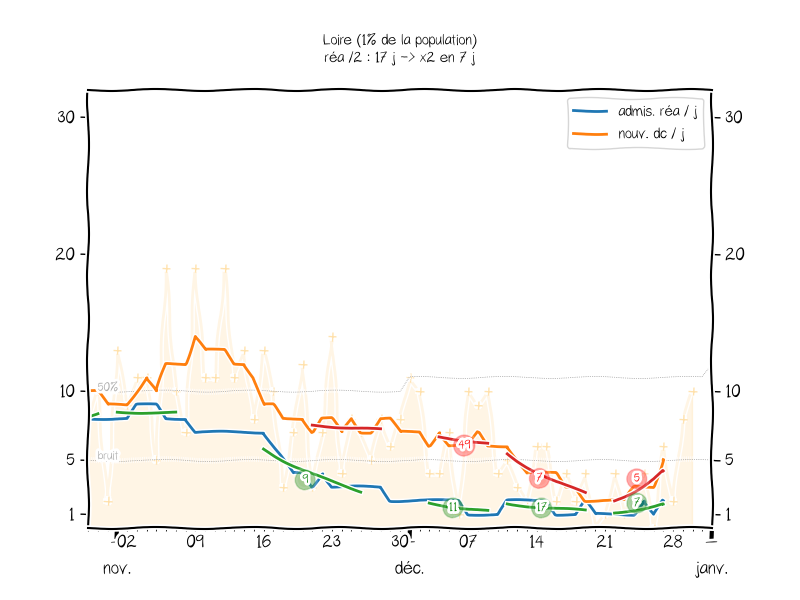 Loire (1% de la population)
réa /2 : 17 j -> x2 en 7 j
admis. réa / j
nouv. dc / j
30 30
20 20
50%
10 10
49
bruit
5 5
9 7 5
11 17 7
1 1
02 09 16 23 30 07 14 21 28
nov. déc. janv.